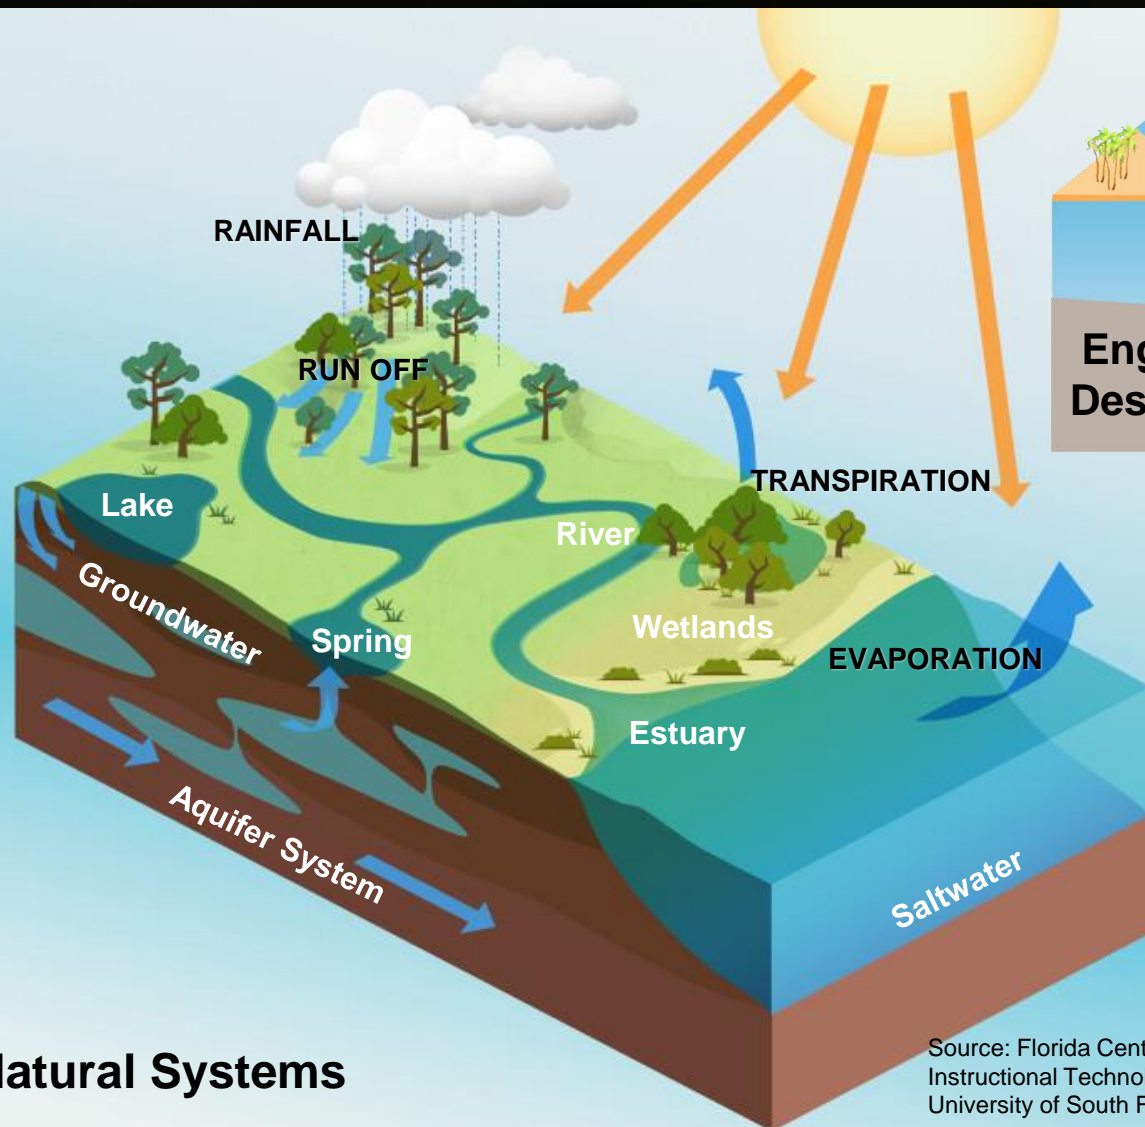 RAINFALL
RUN OFF
Eng
Des
TRANSPIRATION
Lake
River
Groundwater
Spring
Wetlands
EVAPORATION
Estuary
Aquifer System
Saltwater
Natural Systems
Source: Florida Cent
Instructional Techno
University of South F